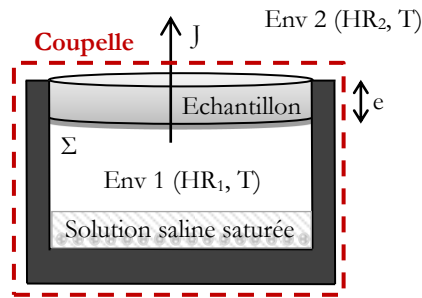 Env 2 (HR₂, T)
Coupelle
J
Echantillon
e
Σ
Env 1 (HR₁, T)
Solution saline saturée